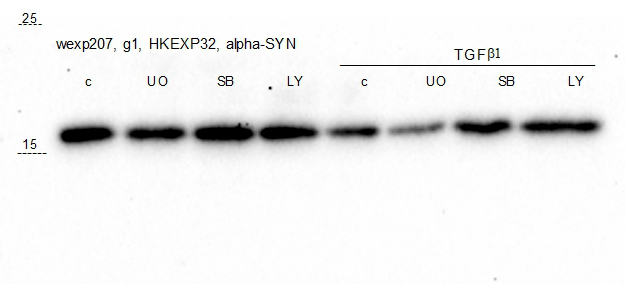 25
wexp207, g1, HKEXP32, alpha-SYN
TGFβ1
c UO SB LY c UO SB LY
15